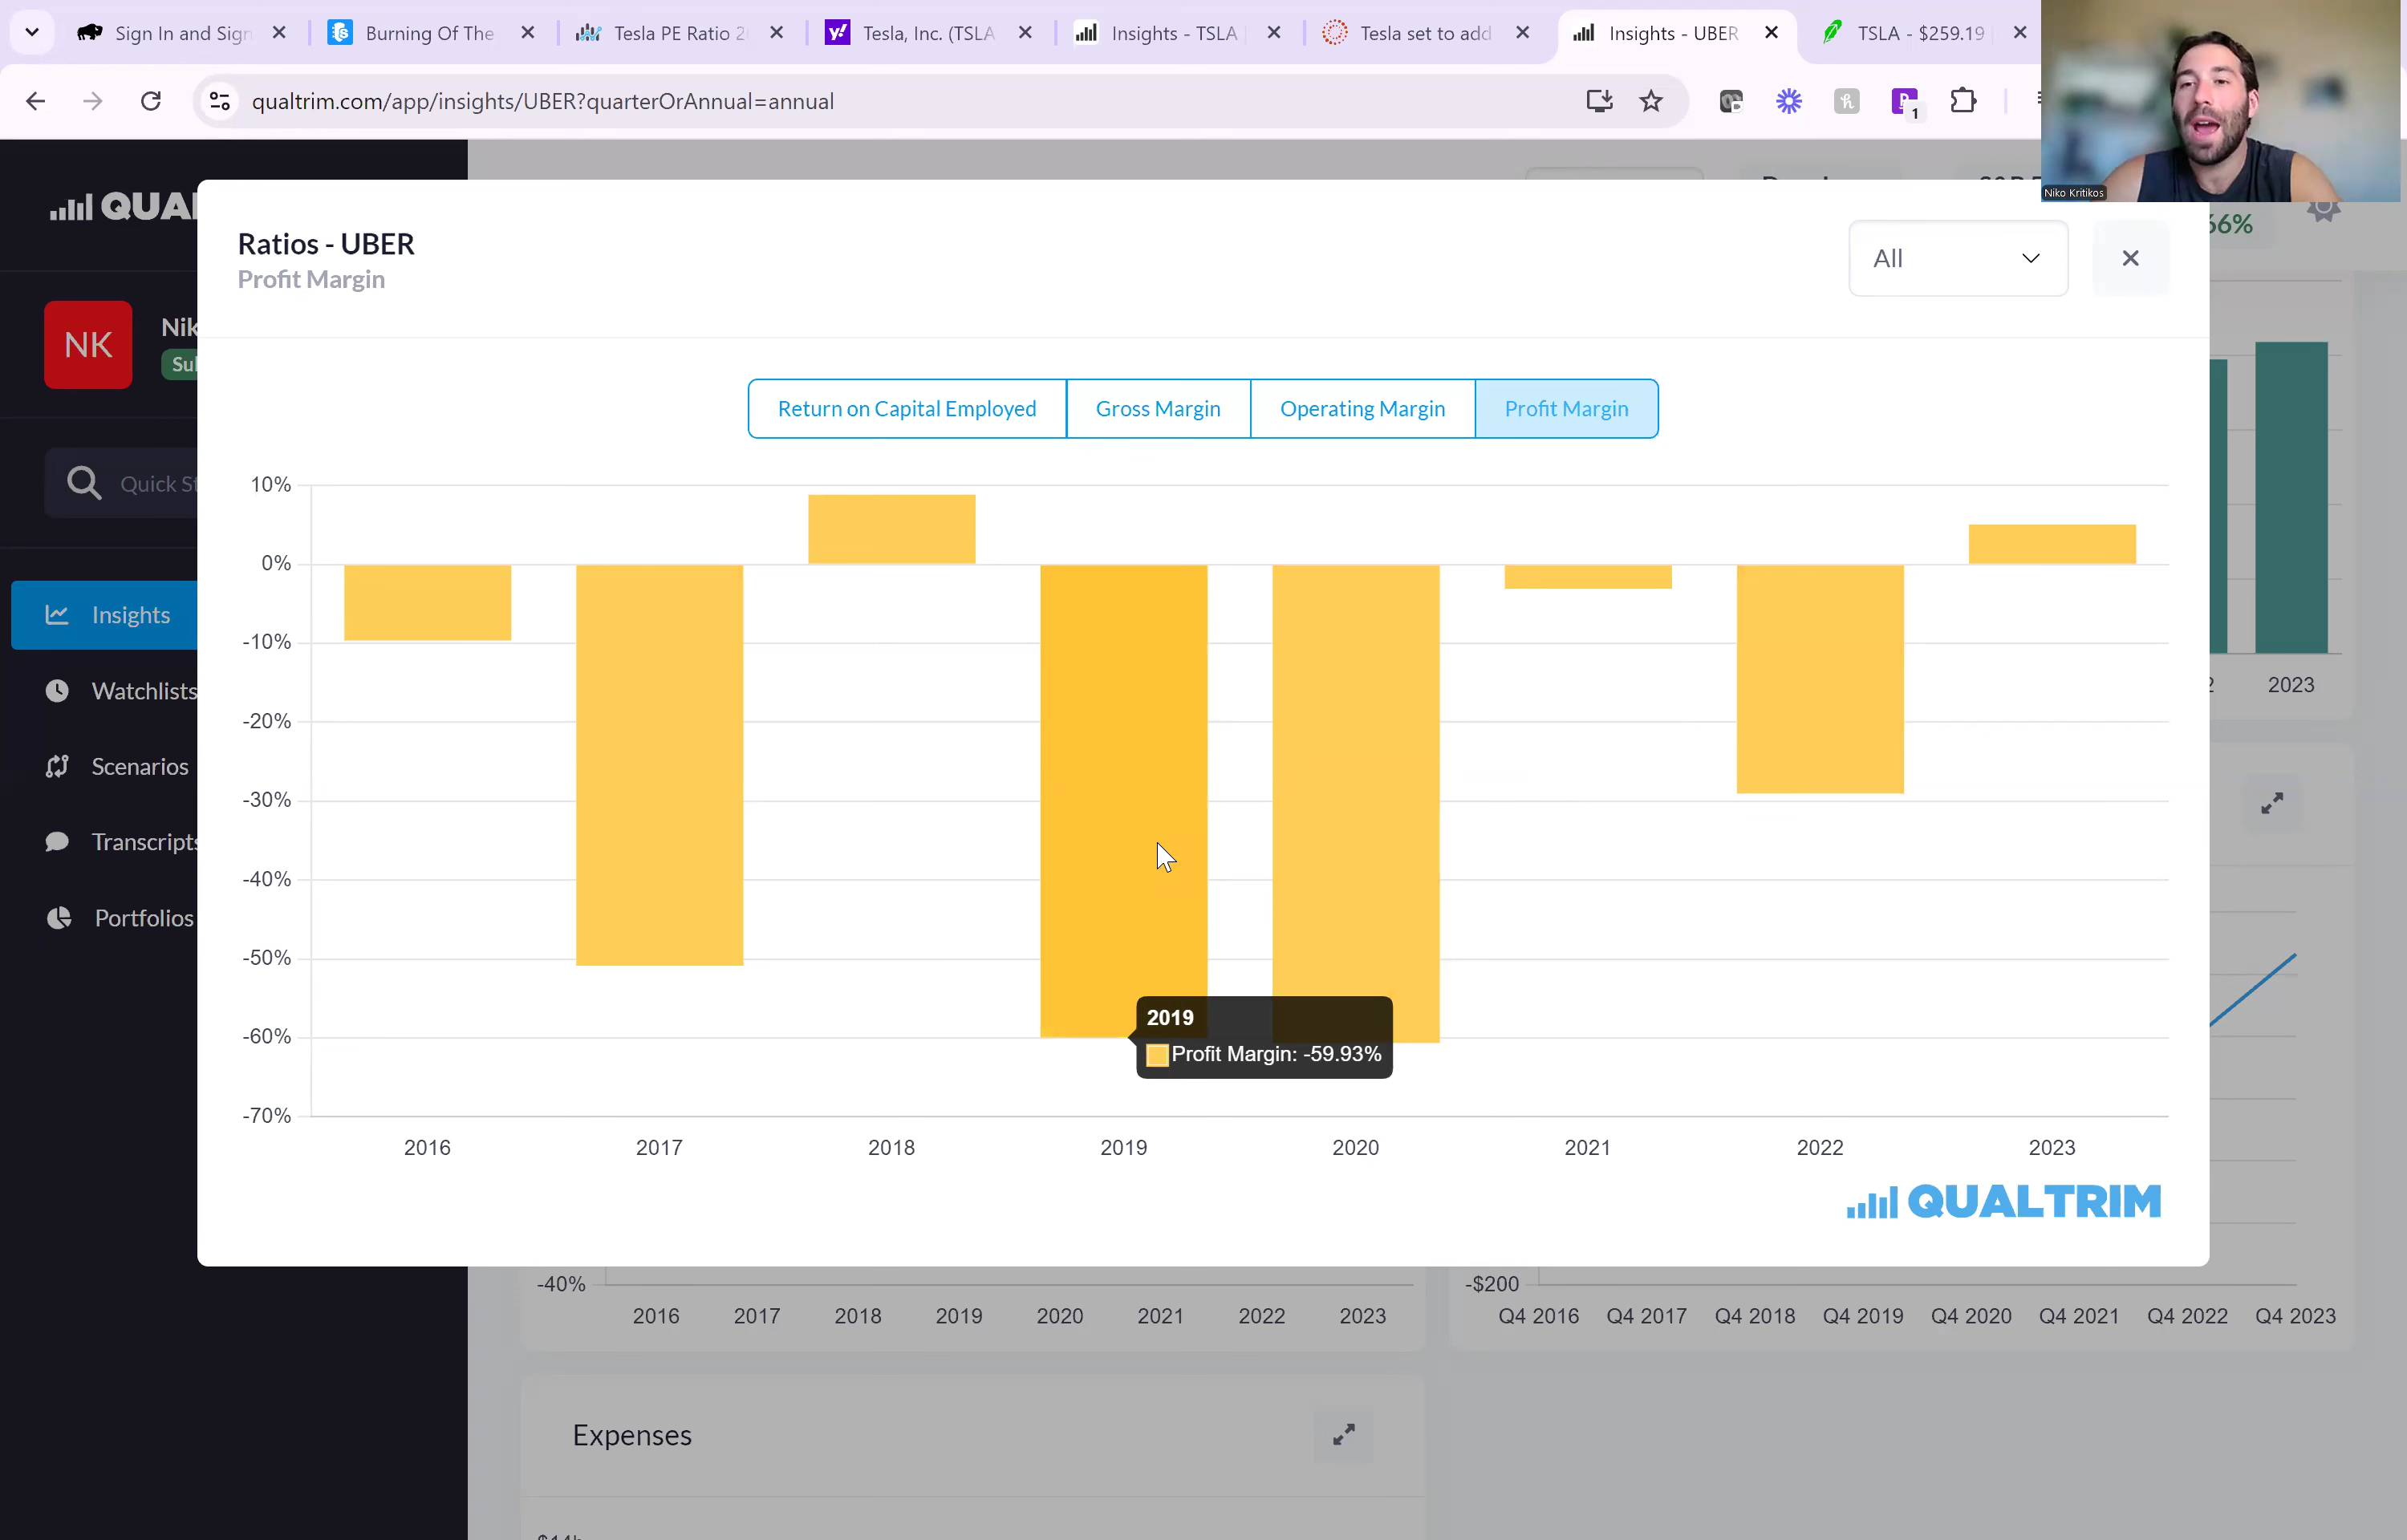 Sign In and Sign
Burning Of The
Tesla PE Ratio 2
Tesla, Inc. (TSLA
Insights - TSLA
Tesla set to add
Insights - UBER
TSLA - $259.19
qualtrim.com/app/insights/UBER?quarterOrAnnual=annual
1
Niko Kritikos
QUAL
Ratios - UBER
Profit Margin
All
66%
NK
Nik
Sub
Return on Capital Employed
Gross Margin
Operating Margin
Profit Margin
Quick St
Insights
Watchlists
Scenarios
Transcripts
Portfolios
10%
0%
-10%
-20%
-30%
-40%
-50%
-60%
-70%
2019
Profit Margin: -59.93%
2016
2017
2018
2019
2020
2021
2022
2023
2023
QUALTRIM
-40%
2016
2017
2018
2019
2020
2021
2022
2023
-$200
Q4 2016
Q4 2017
Q4 2018
Q4 2019
Q4 2020
Q4 2021
Q4 2022
Q4 2023
Expenses